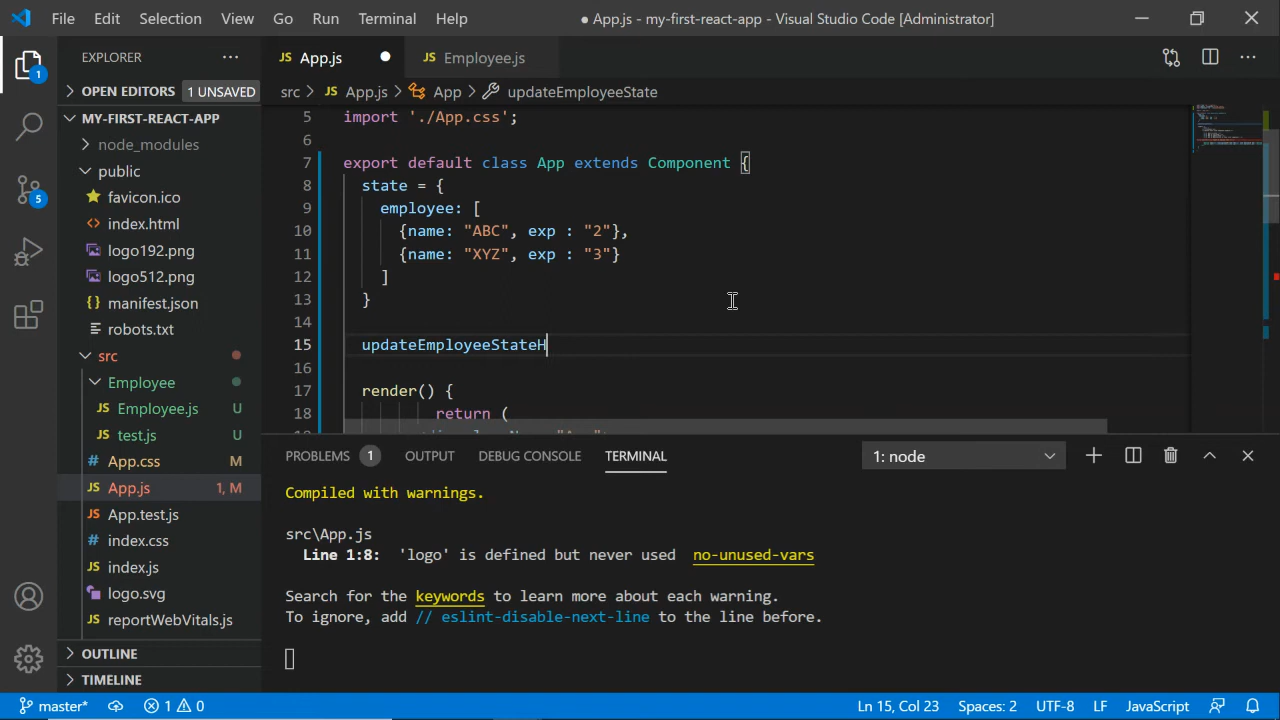 File Edit Selection View Go Run Terminal Help
● App.js - my-first-react-app - Visual Studio Code [Administrator]
EXPLORER ···
JS App.js ●
JS Employee.js
···
1
OPEN EDITORS 1 UNSAVED
src > JS App.js > App > updateEmployeeState
MY-FIRST-REACT-APP
node_modules
public
favicon.ico
<> index.html
logo192.png
logo512.png
manifest.json
robots.txt
src
Employee
JS Employee.js U
JS test.js U
# App.css M
JS App.js 1, M
JS App.test.js
# index.css
JS index.js
logo.svg
JS reportWebVitals.js
OUTLINE
TIMELINE
5
5 import './App.css';
6
7 export default class App extends Component {
8 state = {
9 employee: [
10 {name: "ABC", exp : "2"},
11 {name: "XYZ", exp : "3"}
12 ]
13 }
14
15 updateEmployeeStateH
16
17 render() {
18 return (
PROBLEMS 1 OUTPUT DEBUG CONSOLE TERMINAL
1: node
Compiled with warnings.
src\App.js
Line 1:8: 'logo' is defined but never used no-unused-vars
Search for the keywords to learn more about each warning.
To ignore, add // eslint-disable-next-line to the line before.
master* 1 0
Ln 15, Col 23 Spaces: 2 UTF-8 LF JavaScript